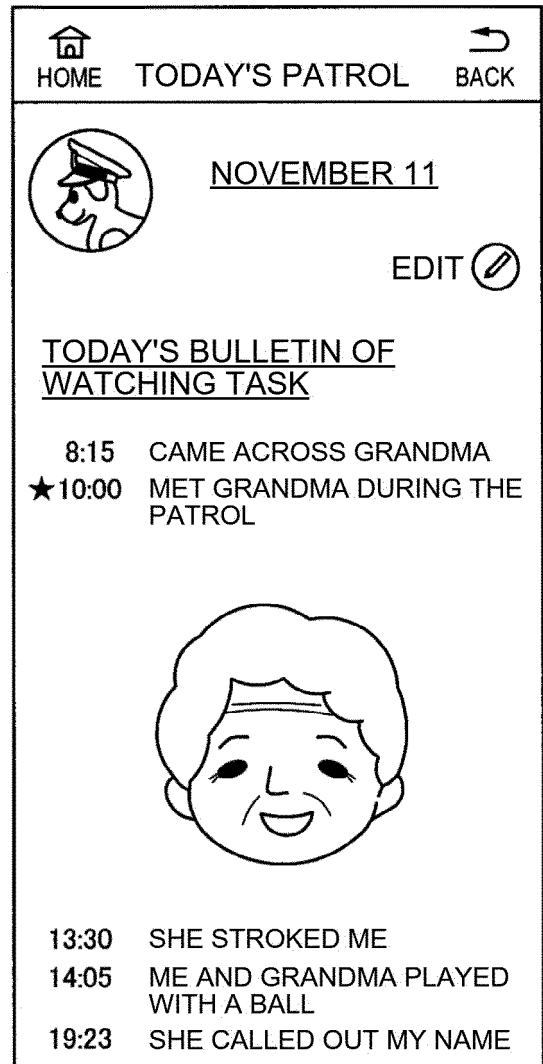 HOME TODAY'S PATROL BACK
NOVEMBER 11
EDIT
TODAY'S BULLETIN OF
WATCHING TASK
8:15 CAME ACROSS GRANDMA
★10:00 MET GRANDMA DURING THE
PATROL
13:30 SHE STROKED ME
14:05 ME AND GRANDMA PLAYED
WITH A BALL
19:23 SHE CALLED OUT MY NAME